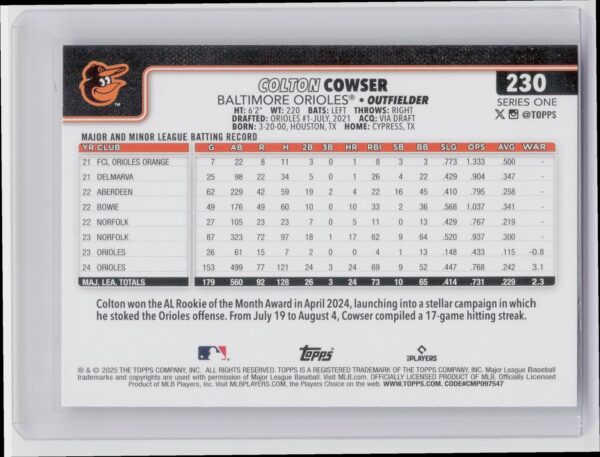 COLTON COWSER
BALTIMORE ORIOLES® • OUTFIELDER
HT: 6'2" WT: 220 BATS: LEFT THROWS: RIGHT
DRAFTED: ORIOLES #1-JULY, 2021 ACQ: VIA DRAFT
BORN: 3-20-00, HOUSTON, TX HOME: CYPRESS, TX
230
SERIES ONE
@TOPPS
MAJOR AND MINOR LEAGUE BATTING RECORD
YR CLUB G AB R H 2B 3B HR RBI SB BB SLG OPS AVG WAR
21 FCL ORIOLES ORANGE 7 22 8 11 3 0 1 8 3 3 .773 1.333 .500 -
21 DELMARVA 25 98 22 34 5 0 1 26 4 22 .429 .904 .347 -
22 ABERDEEN 62 229 42 59 19 2 4 22 16 45 .410 .795 .258 -
22 BOWIE 49 176 49 60 10 0 10 33 2 36 .568 1.037 .341 -
22 NORFOLK 27 105 23 23 7 0 5 11 0 13 .429 .767 .219 -
23 NORFOLK 87 323 72 97 18 1 17 62 9 64 .520 .937 .300 -
23 ORIOLES 26 61 15 7 2 0 0 4 1 13 .148 .433 .115 -0.8
24 ORIOLES 153 499 77 121 24 3 24 69 9 52 .447 .768 .242 3.1
MAJ. LEA. TOTALS 179 560 92 128 26 3 24 73 10 65 .414 .731 .229 2.3
Colton won the AL Rookie of the Month Award in April 2024, launching into a stellar campaign in which
he stoked the Orioles offense. From July 19 to August 4, Cowser compiled a 17-game hitting streak.
Topps
PLAYERS
® & © 2025 THE TOPPS COMPANY, INC. ALL RIGHTS RESERVED. TOPPS IS A REGISTERED TRADEMARK OF THE TOPPS COMPANY, INC. Major League Baseball
trademarks and copyrights are used with permission of Major League Baseball. Visit MLB.com. OFFICIALLY LICENSED PRODUCT OF MLB. Officially Licensed
Product of MLB Players, Inc. Visit MLBPLAYERS.com, the Players Choice on the web. WWW.TOPPS.COM. CODE#CMP097547